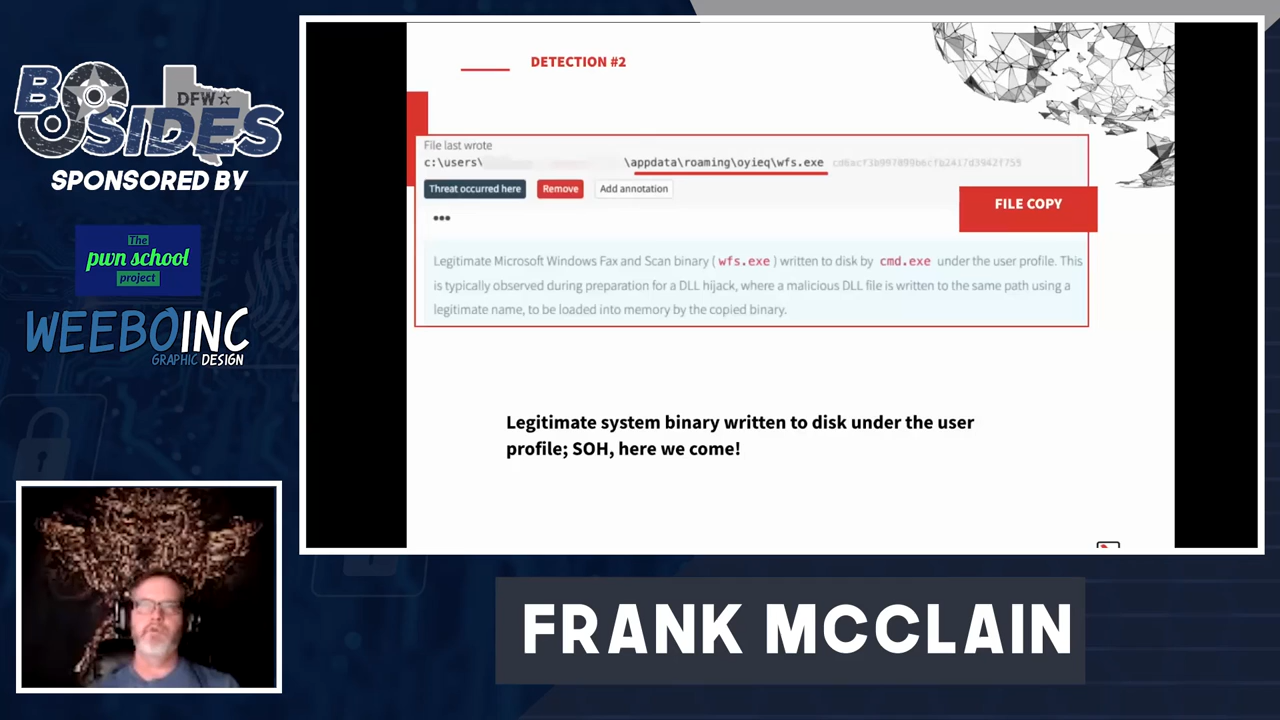 BSIDES
DFW
SPONSORED BY
The
pwn school
project
WEEBOINC
GRAPHIC DESIGN
DETECTION #2
File last wrote
c:\users\ \appdata\roaming\oyieq\wfs.exe
Threat occurred here Remove Add annotation
FILE COPY
Legitimate Microsoft Windows Fax and Scan binary ( wfs.exe ) written to disk by cmd.exe under the user profile. This
is typically observed during preparation for a DLL hijack, where a malicious DLL file is written to the same path using a
legitimate name, to be loaded into memory by the copied binary.
Legitimate system binary written to disk under the user
profile; SOH, here we come!
FRANK MCCLAIN